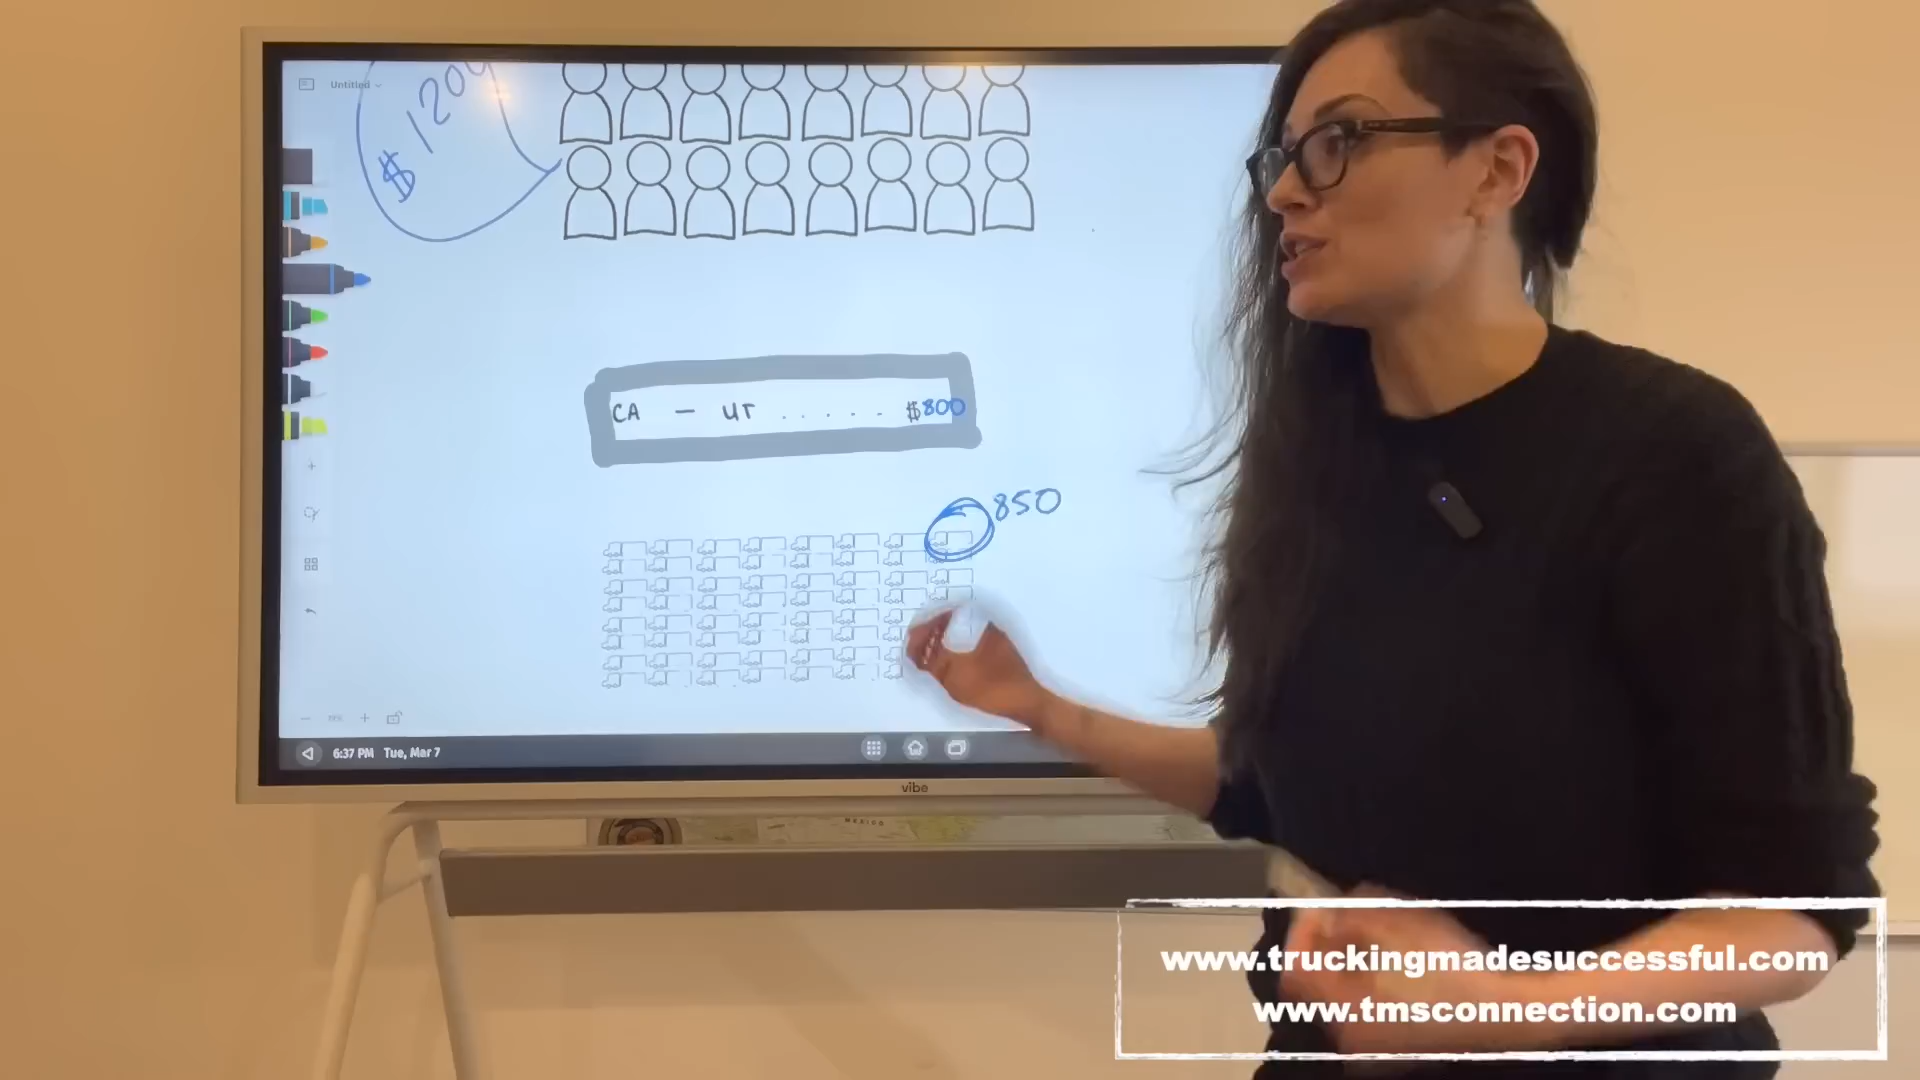 Untitled
$1200
CA — UT ..... $800
850
6:37 PM Tue, Mar 7
vibe
MEXICO
www.truckingmadesuccessful.com
www.tmsconnection.com